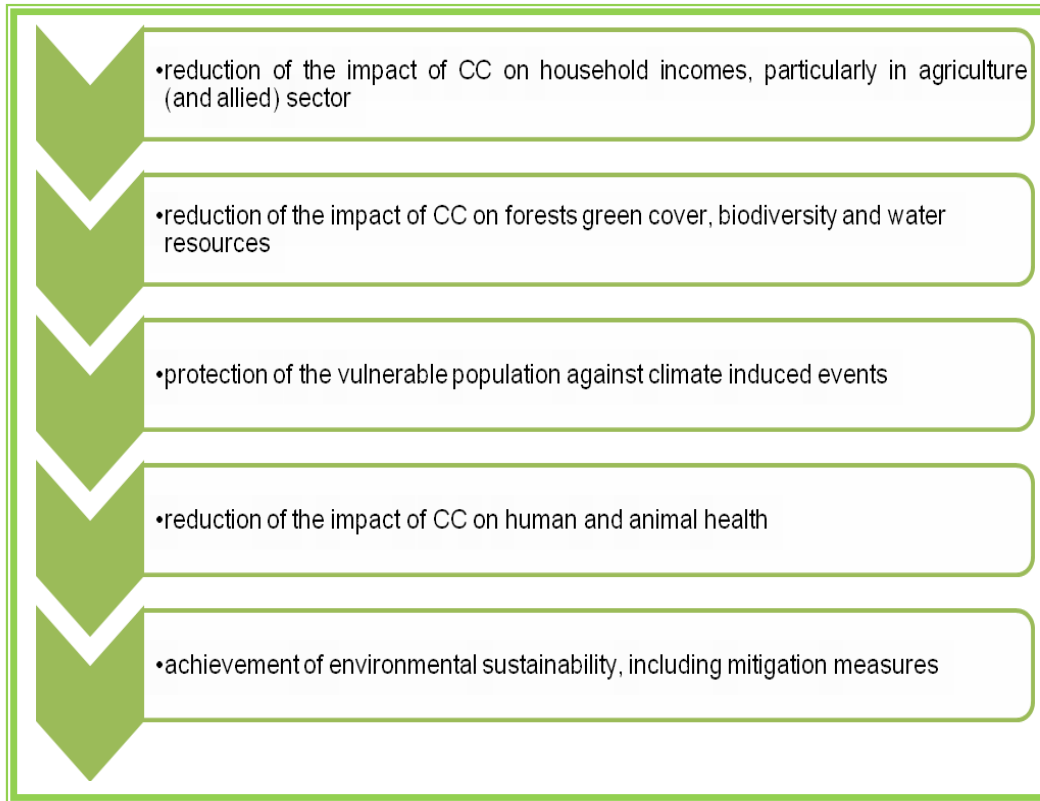 •reduction of the impact of CC on household incomes, particularly in agriculture
(and allied) sector
•reduction of the impact of CC on forests green cover, biodiversity and water
resources
•protection of the vulnerable population against climate induced events
•reduction of the impact of CC on human and animal health
•achievement of environmental sustainability, including mitigation measures